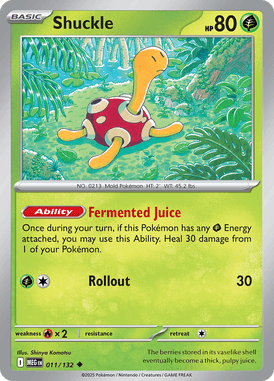 BASIC
Shuckle
HP 80
NO. 0213 Mold Pokémon HT: 2' WT: 45.2 lbs.
Ability Fermented Juice
Once during your turn, if this Pokémon has any Energy
attached, you may use this Ability. Heal 30 damage from
1 of your Pokémon.
Rollout 30
weakness ×2 resistance retreat
Illus. Shinya Komatsu
MEG EN 011/132
The berries stored in its vaselike shell
eventually become a thick, pulpy juice.
©2025 Pokémon / Nintendo / Creatures / GAME FREAK